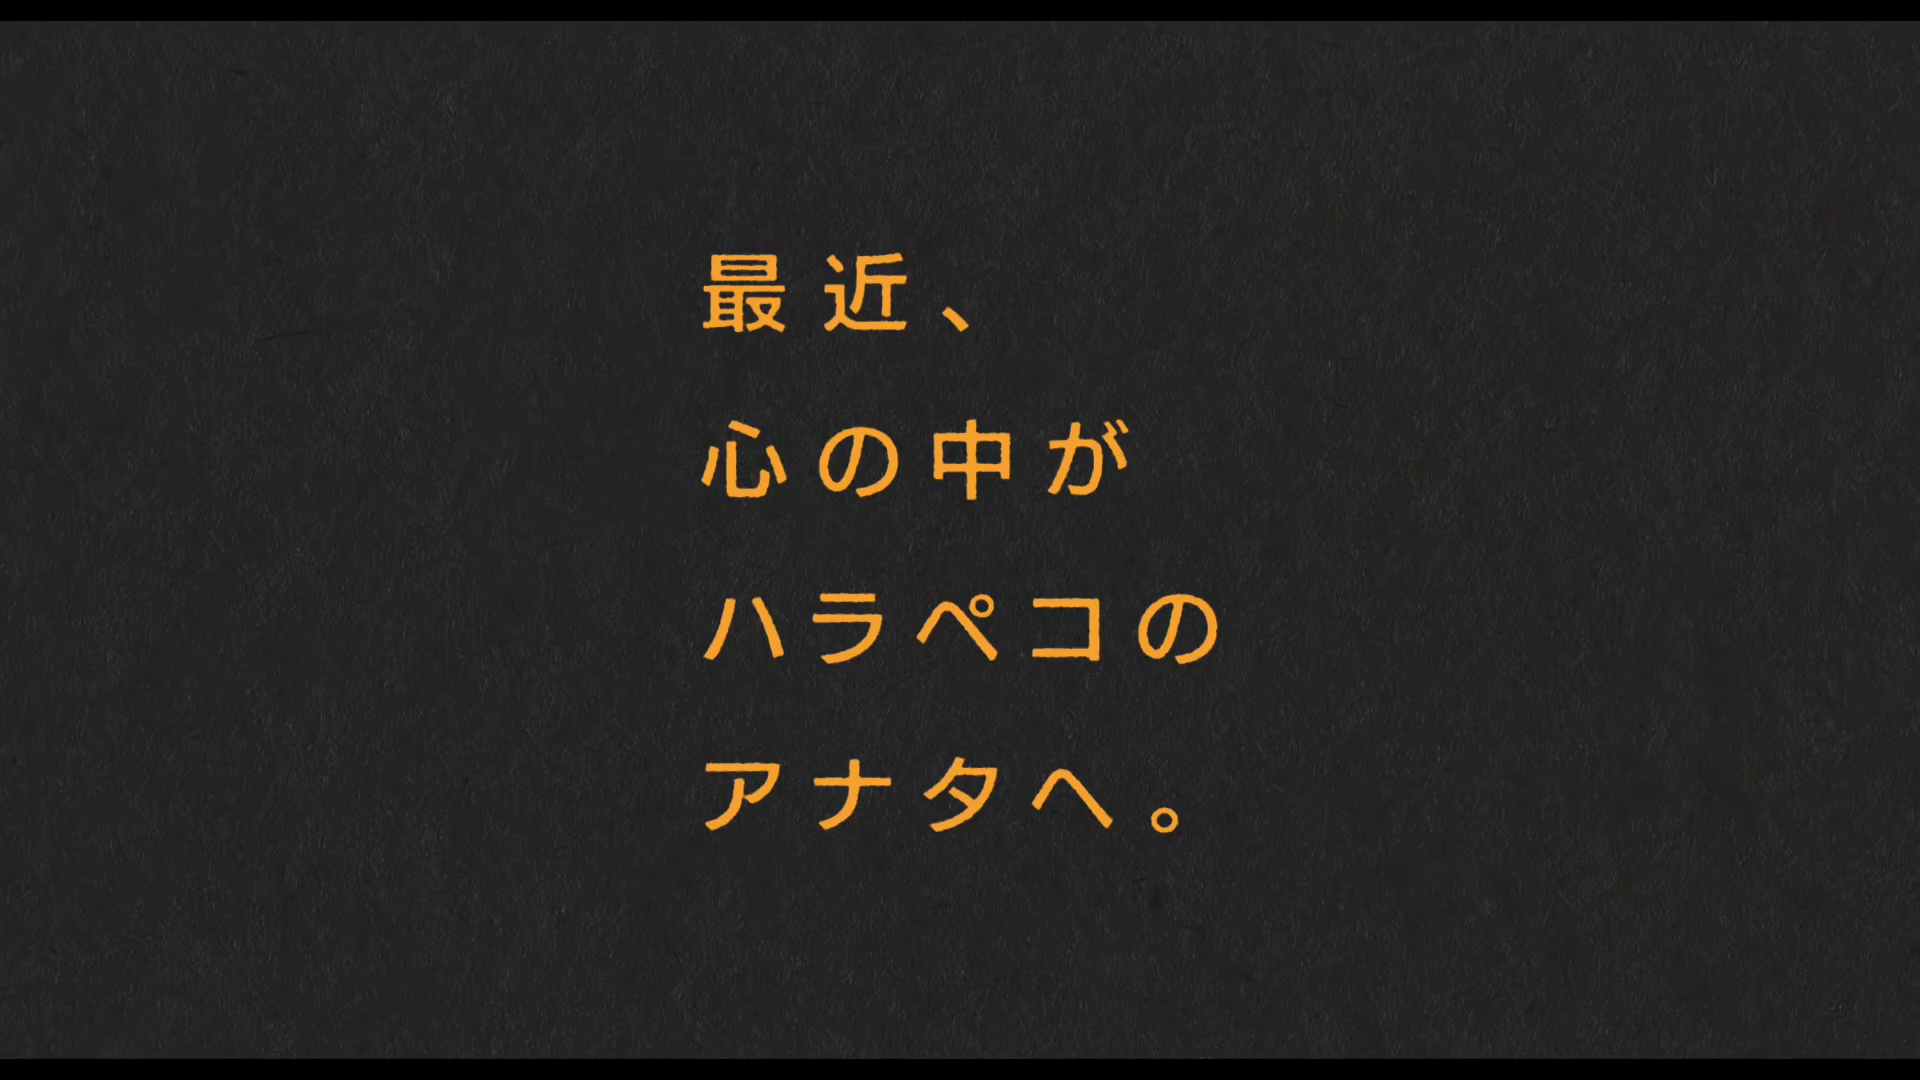 最近、
心の中が
ハラペコの
アナタへ。